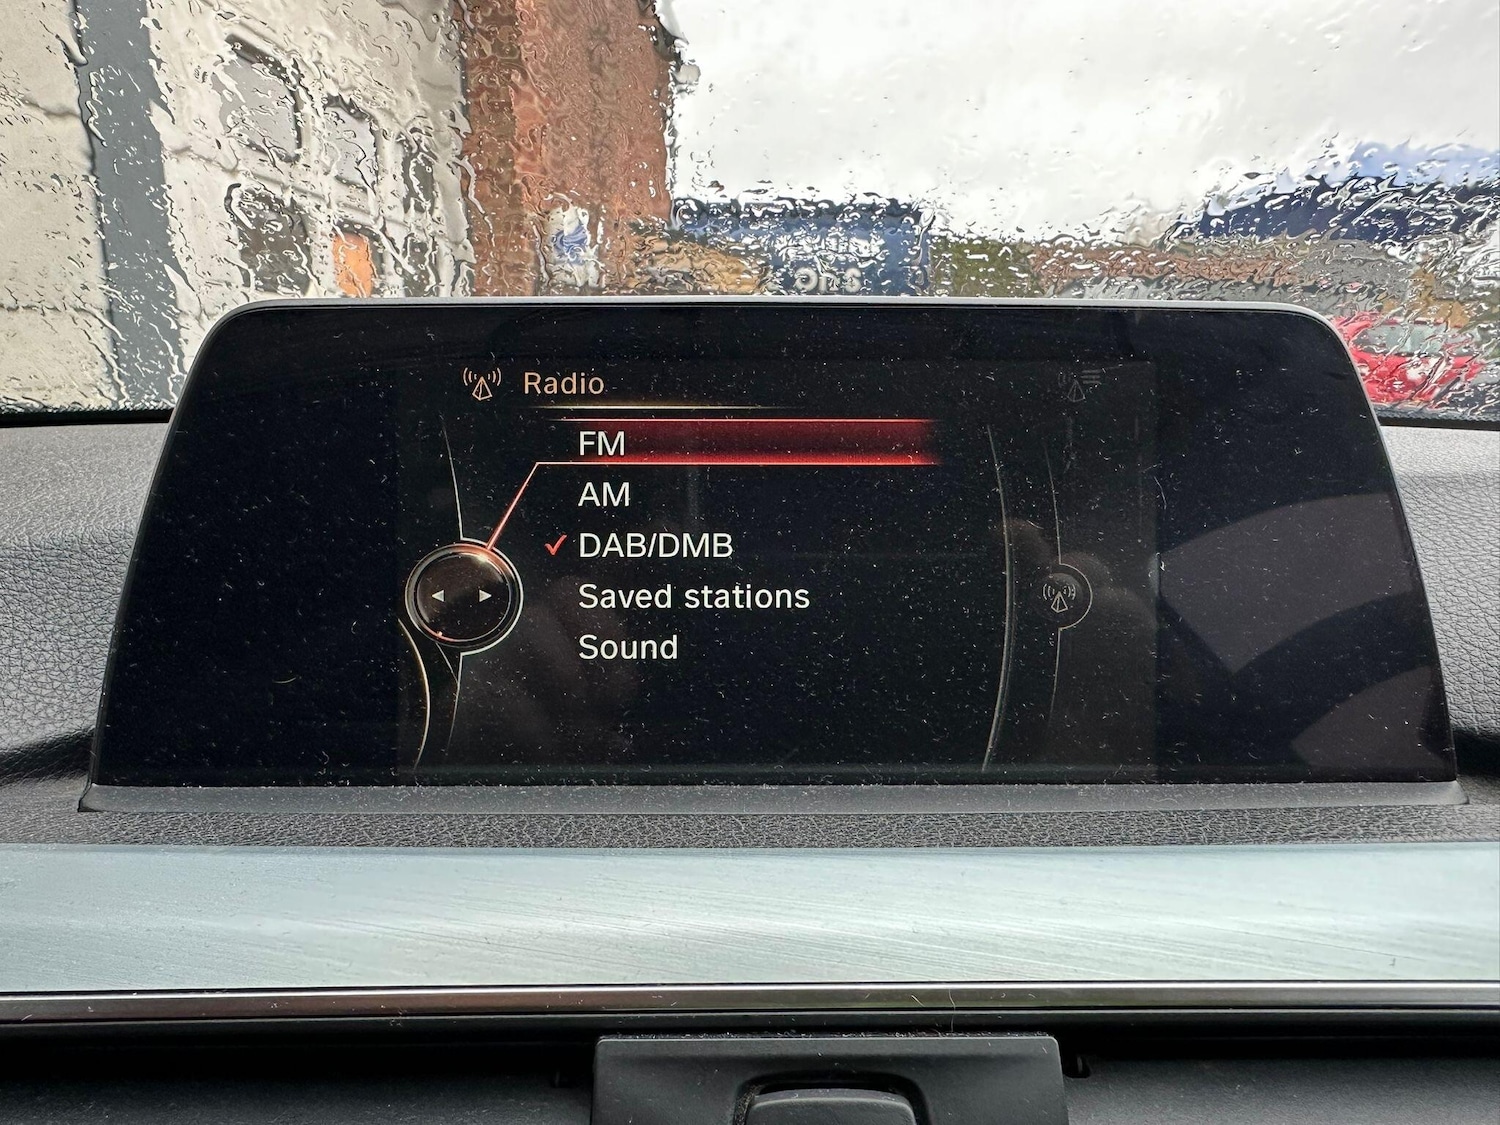 Radio
FM
AM
DAB/DMB
Saved stations
Sound